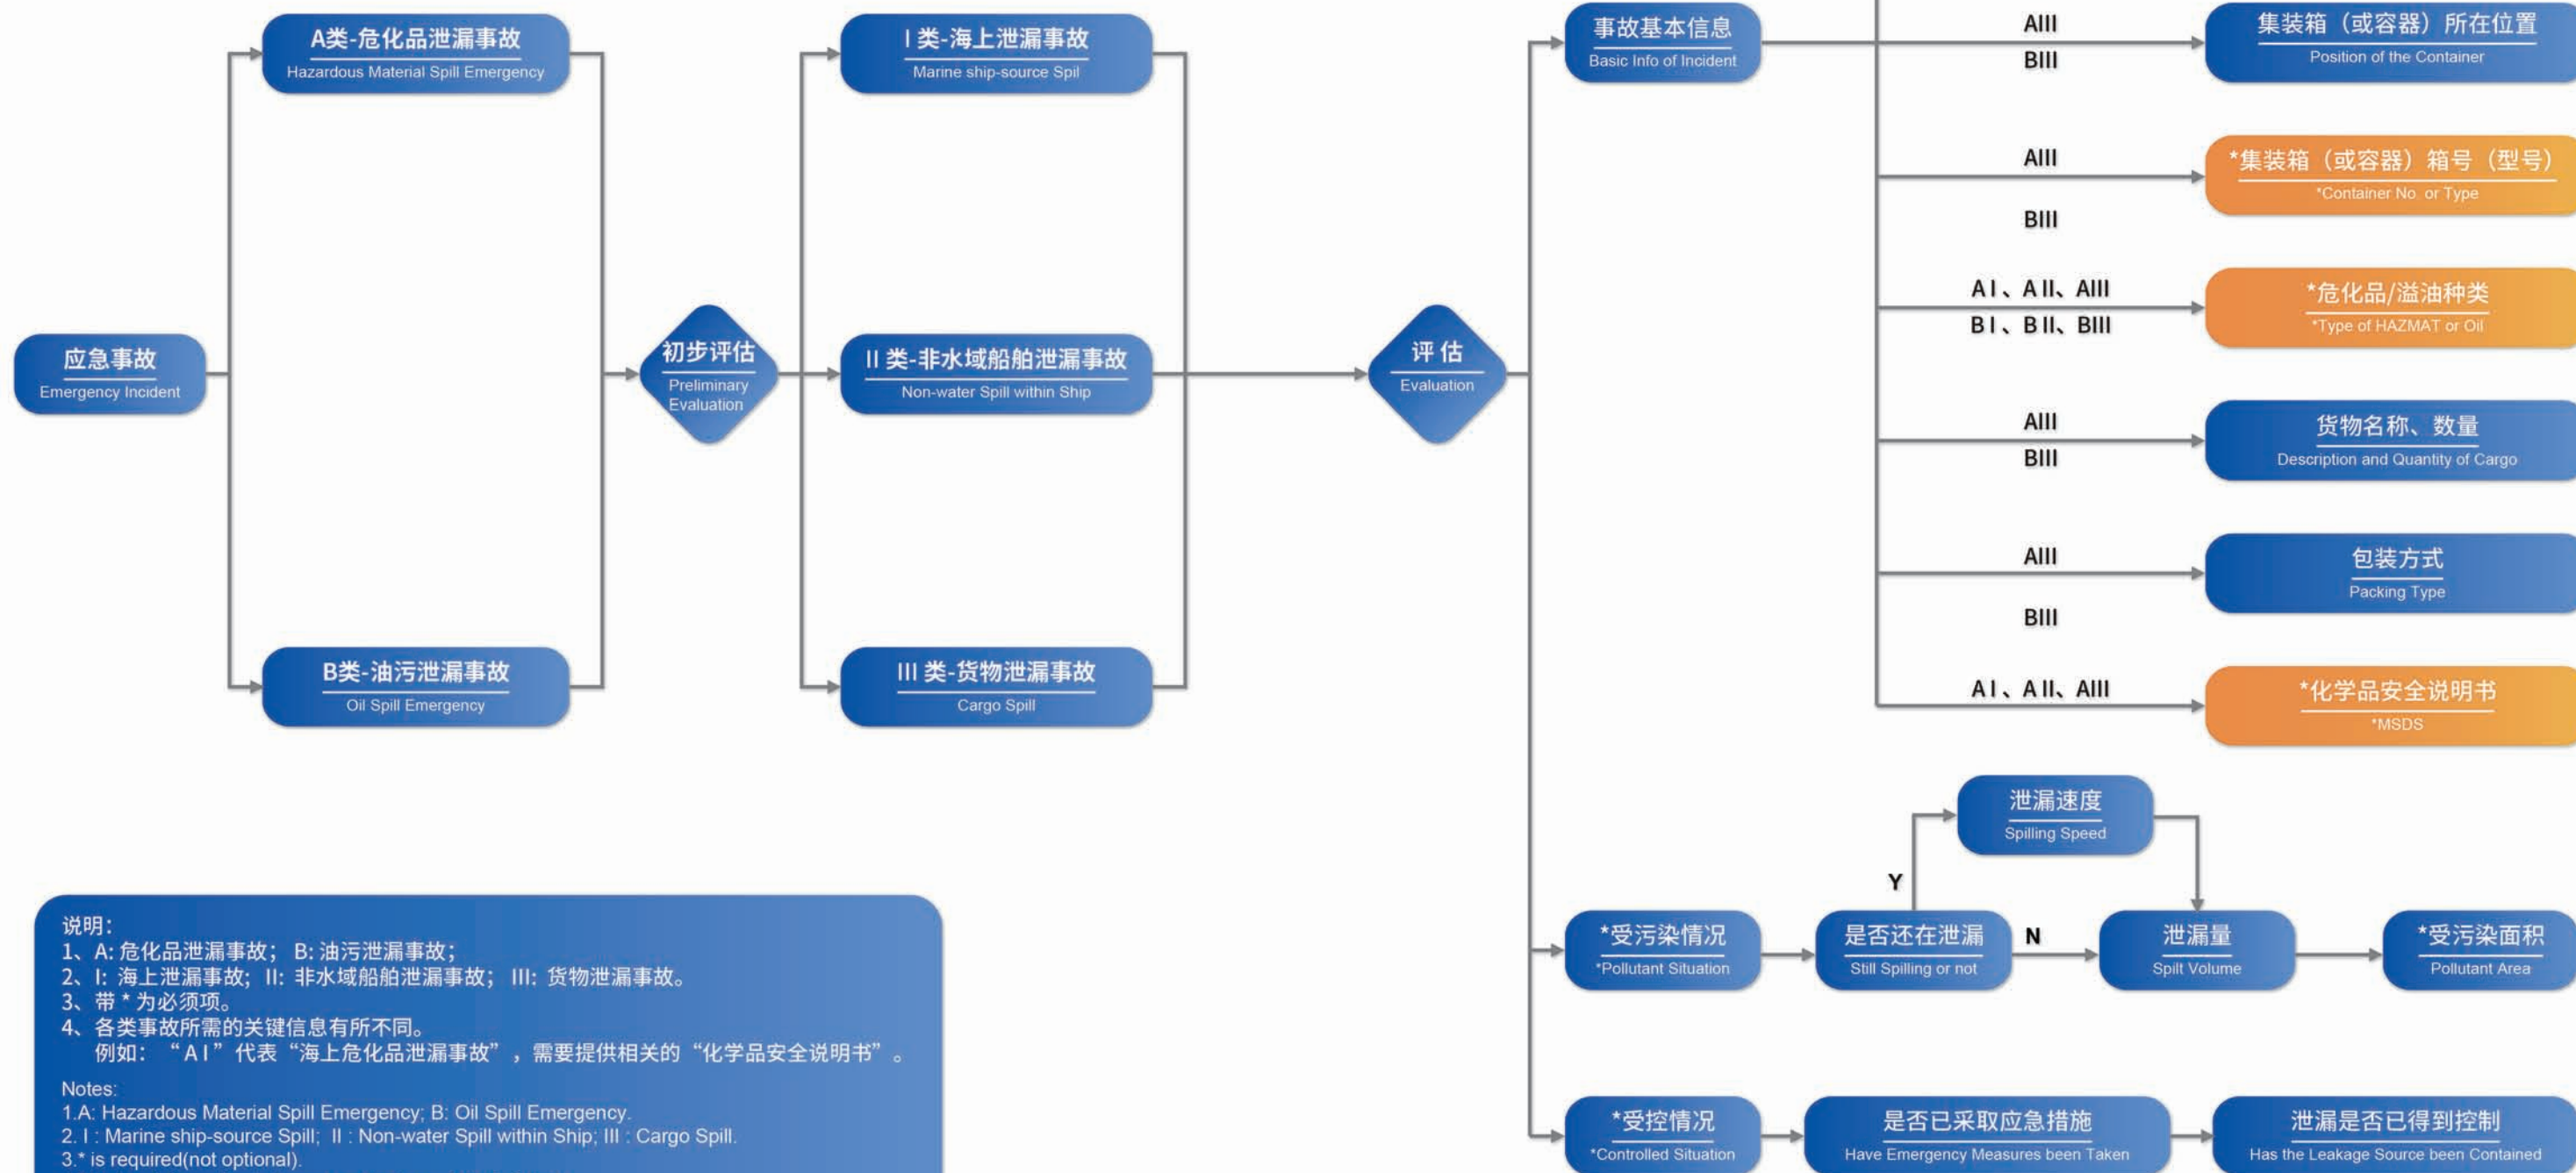 应急事故
Emergency Incident
A类-危化品泄漏事故
Hazardous Material Spill Emergency
B类-油污泄漏事故
Oil Spill Emergency
初步评估
Preliminary
Evaluation
I 类-海上泄漏事故
Marine ship-source Spil
II 类-非水域船舶泄漏事故
Non-water Spill within Ship
III 类-货物泄漏事故
Cargo Spill
评 估
Evaluation
事故基本信息
Basic Info of Incident
AIII
BIII
集装箱（或容器）所在位置
Position of the Container
AIII
BIII
*集装箱（或容器）箱号（型号）
*Container No. or Type
A I 、A II、AIII
B I 、B II、BIII
*危化品/溢油种类
*Type of HAZMAT or Oil
AIII
BIII
货物名称、数量
Description and Quantity of Cargo
AIII
BIII
包装方式
Packing Type
A I 、A II、AIII
*化学品安全说明书
*MSDS
*受污染情况
*Pollutant Situation
是否还在泄漏
Still Spilling or not
Y
泄漏速度
Spilling Speed
N
泄漏量
Spilt Volume
*受污染面积
Pollutant Area
*受控情况
*Controlled Situation
是否已采取应急措施
Have Emergency Measures been Taken
泄漏是否已得到控制
Has the Leakage Source been Contained
说明：
1、A: 危化品泄漏事故； B: 油污泄漏事故；
2、I: 海上泄漏事故; II: 非水域船舶泄漏事故； III: 货物泄漏事故。
3、带 * 为必须项。
4、各类事故所需的关键信息有所不同。
例如： “A I”代表“海上危化品泄漏事故”，需要提供相关的“化学品安全说明书”。
Notes:
1.A: Hazardous Material Spill Emergency; B: Oil Spill Emergency.
2. I : Marine ship-source Spill; II : Non-water Spill within Ship; III : Cargo Spill.
3.* is required(not optional).